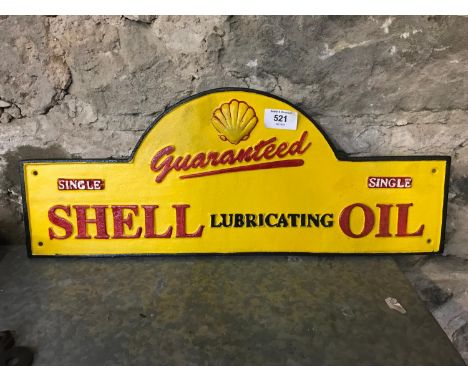 521
Guaranteed
SINGLE SINGLE
SHELL LUBRICATING OIL